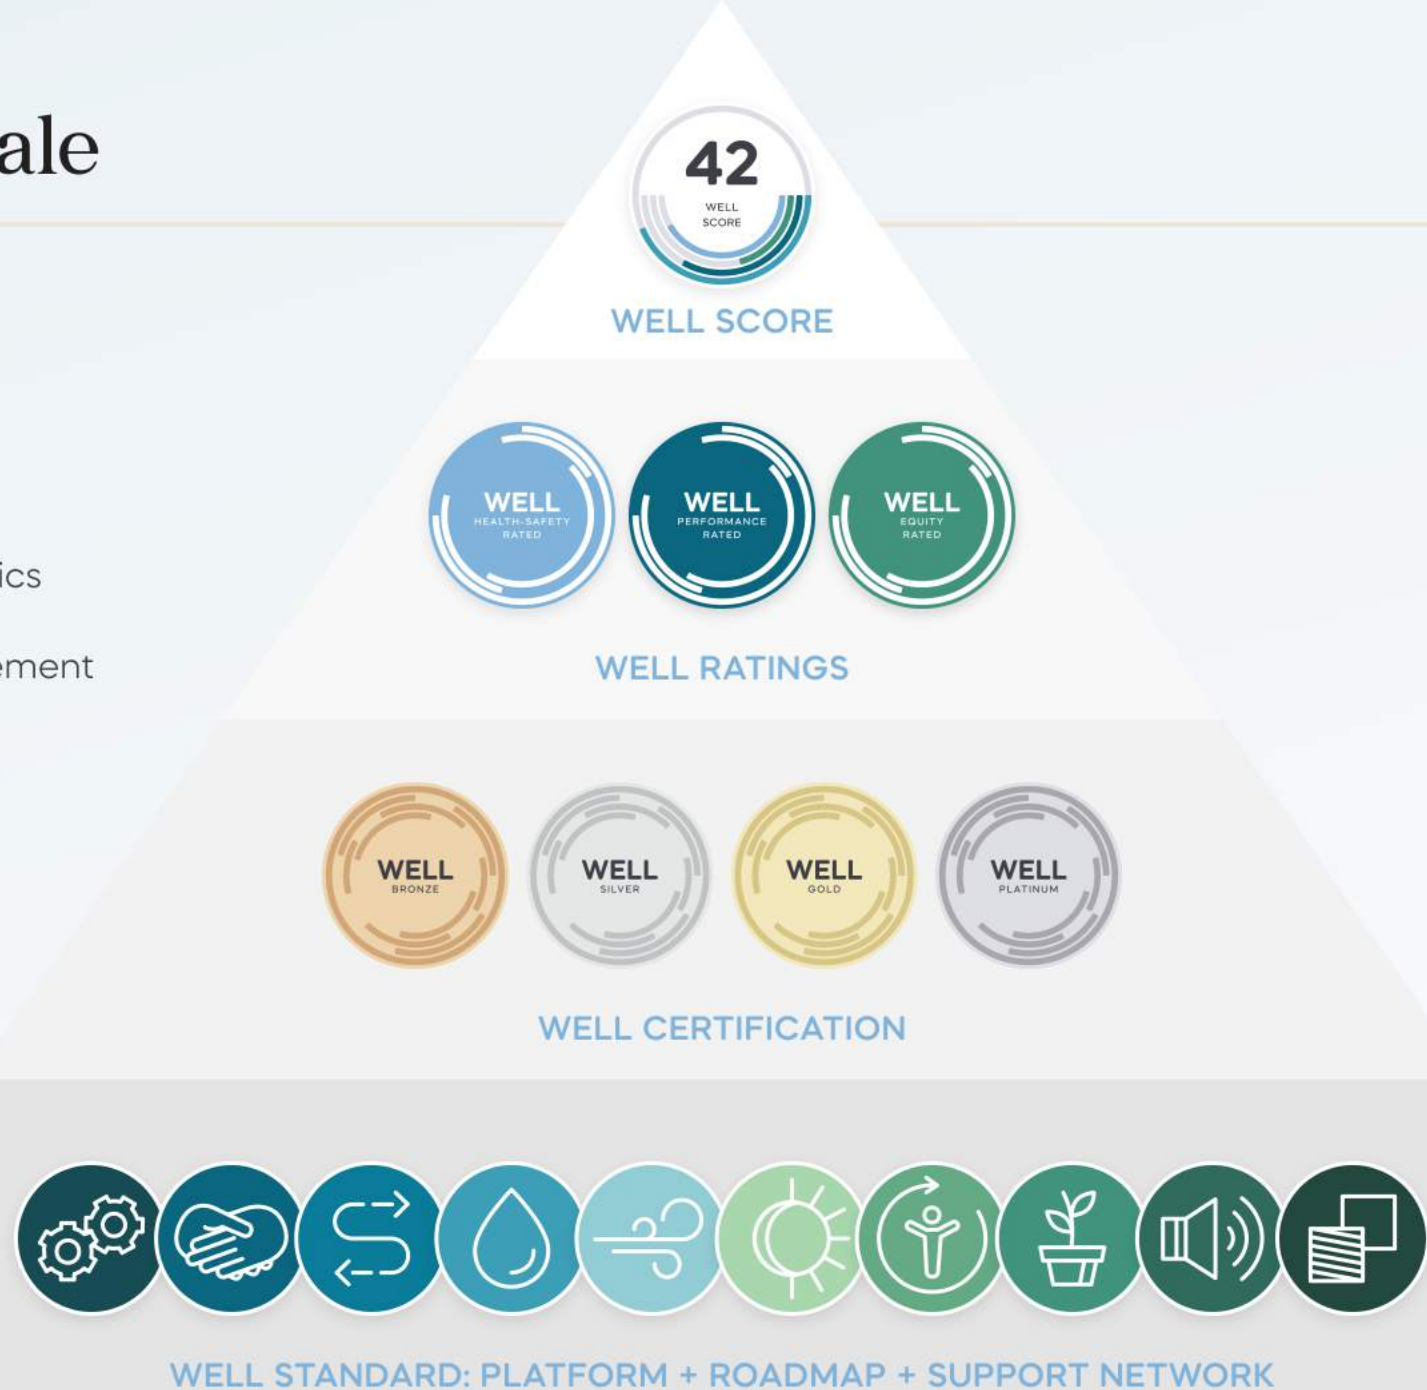 ale
42
WELL
SCORE
WELL SCORE
WELL
HEALTH-SAFETY
RATED
WELL
PERFORMANCE
RATED
WELL
EQUITY
RATED
ics
ement
WELL RATINGS
WELL
BRONZE
WELL
SILVER
WELL
GOLD
WELL
PLATINUM
WELL CERTIFICATION
WELL STANDARD: PLATFORM + ROADMAP + SUPPORT NETWORK